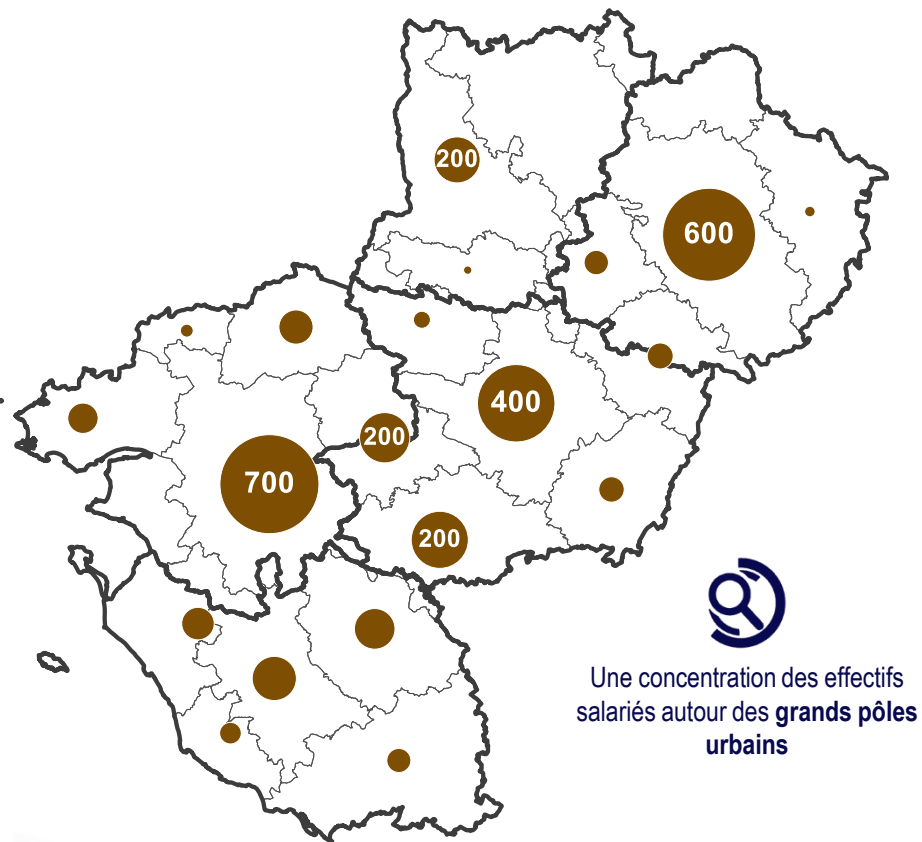 200
600
400
200
700
200
Une concentration des effectifs
salariés autour des grands pôles
urbains